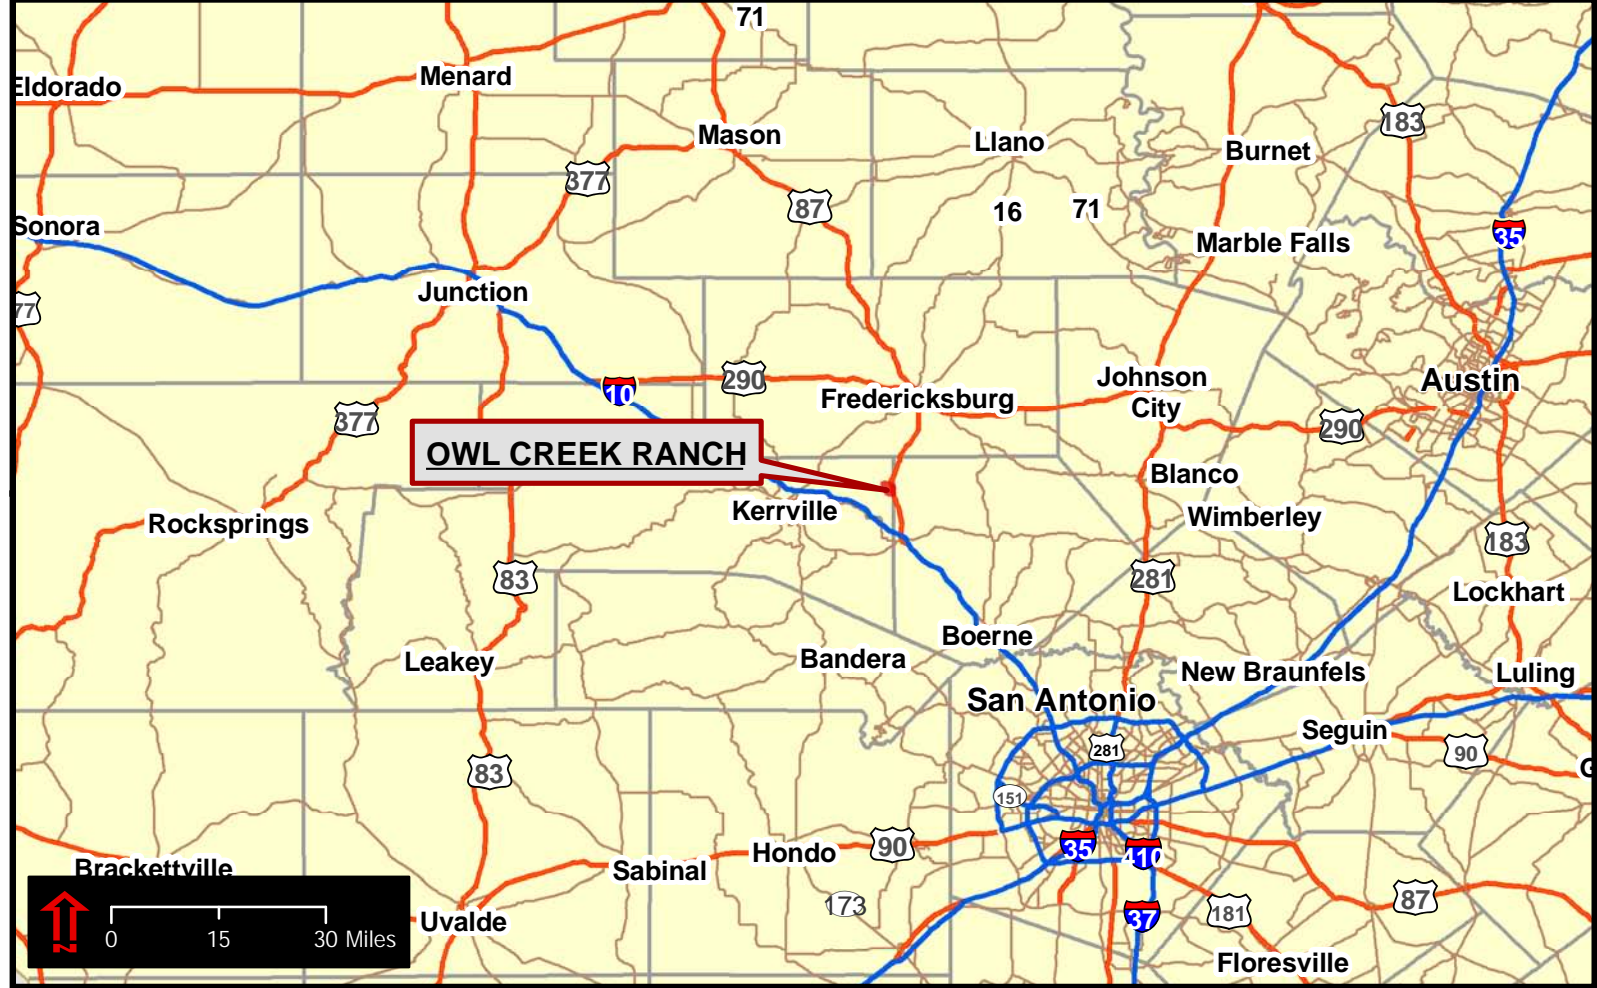 71
Menard
Eldorado
183
Mason
Llano
Burnet
377
87
16
71
Sonora
35
Marble Falls
Junction
77
10
290
Johnson
City
Austin
Fredericksburg
377
290
OWL CREEK RANCH
Blanco
Kerrville
Wimberley
Rocksprings
183
83
281
Lockhart
Boerne
Leakey
Bandera
New Braunfels
Luling
San Antonio
Seguin
281
90
G
83
151
90
Hondo
35
410
Sabinal
Brackettville
173
87
37
181
Uvalde
N
0 15 30 Miles
Floresville